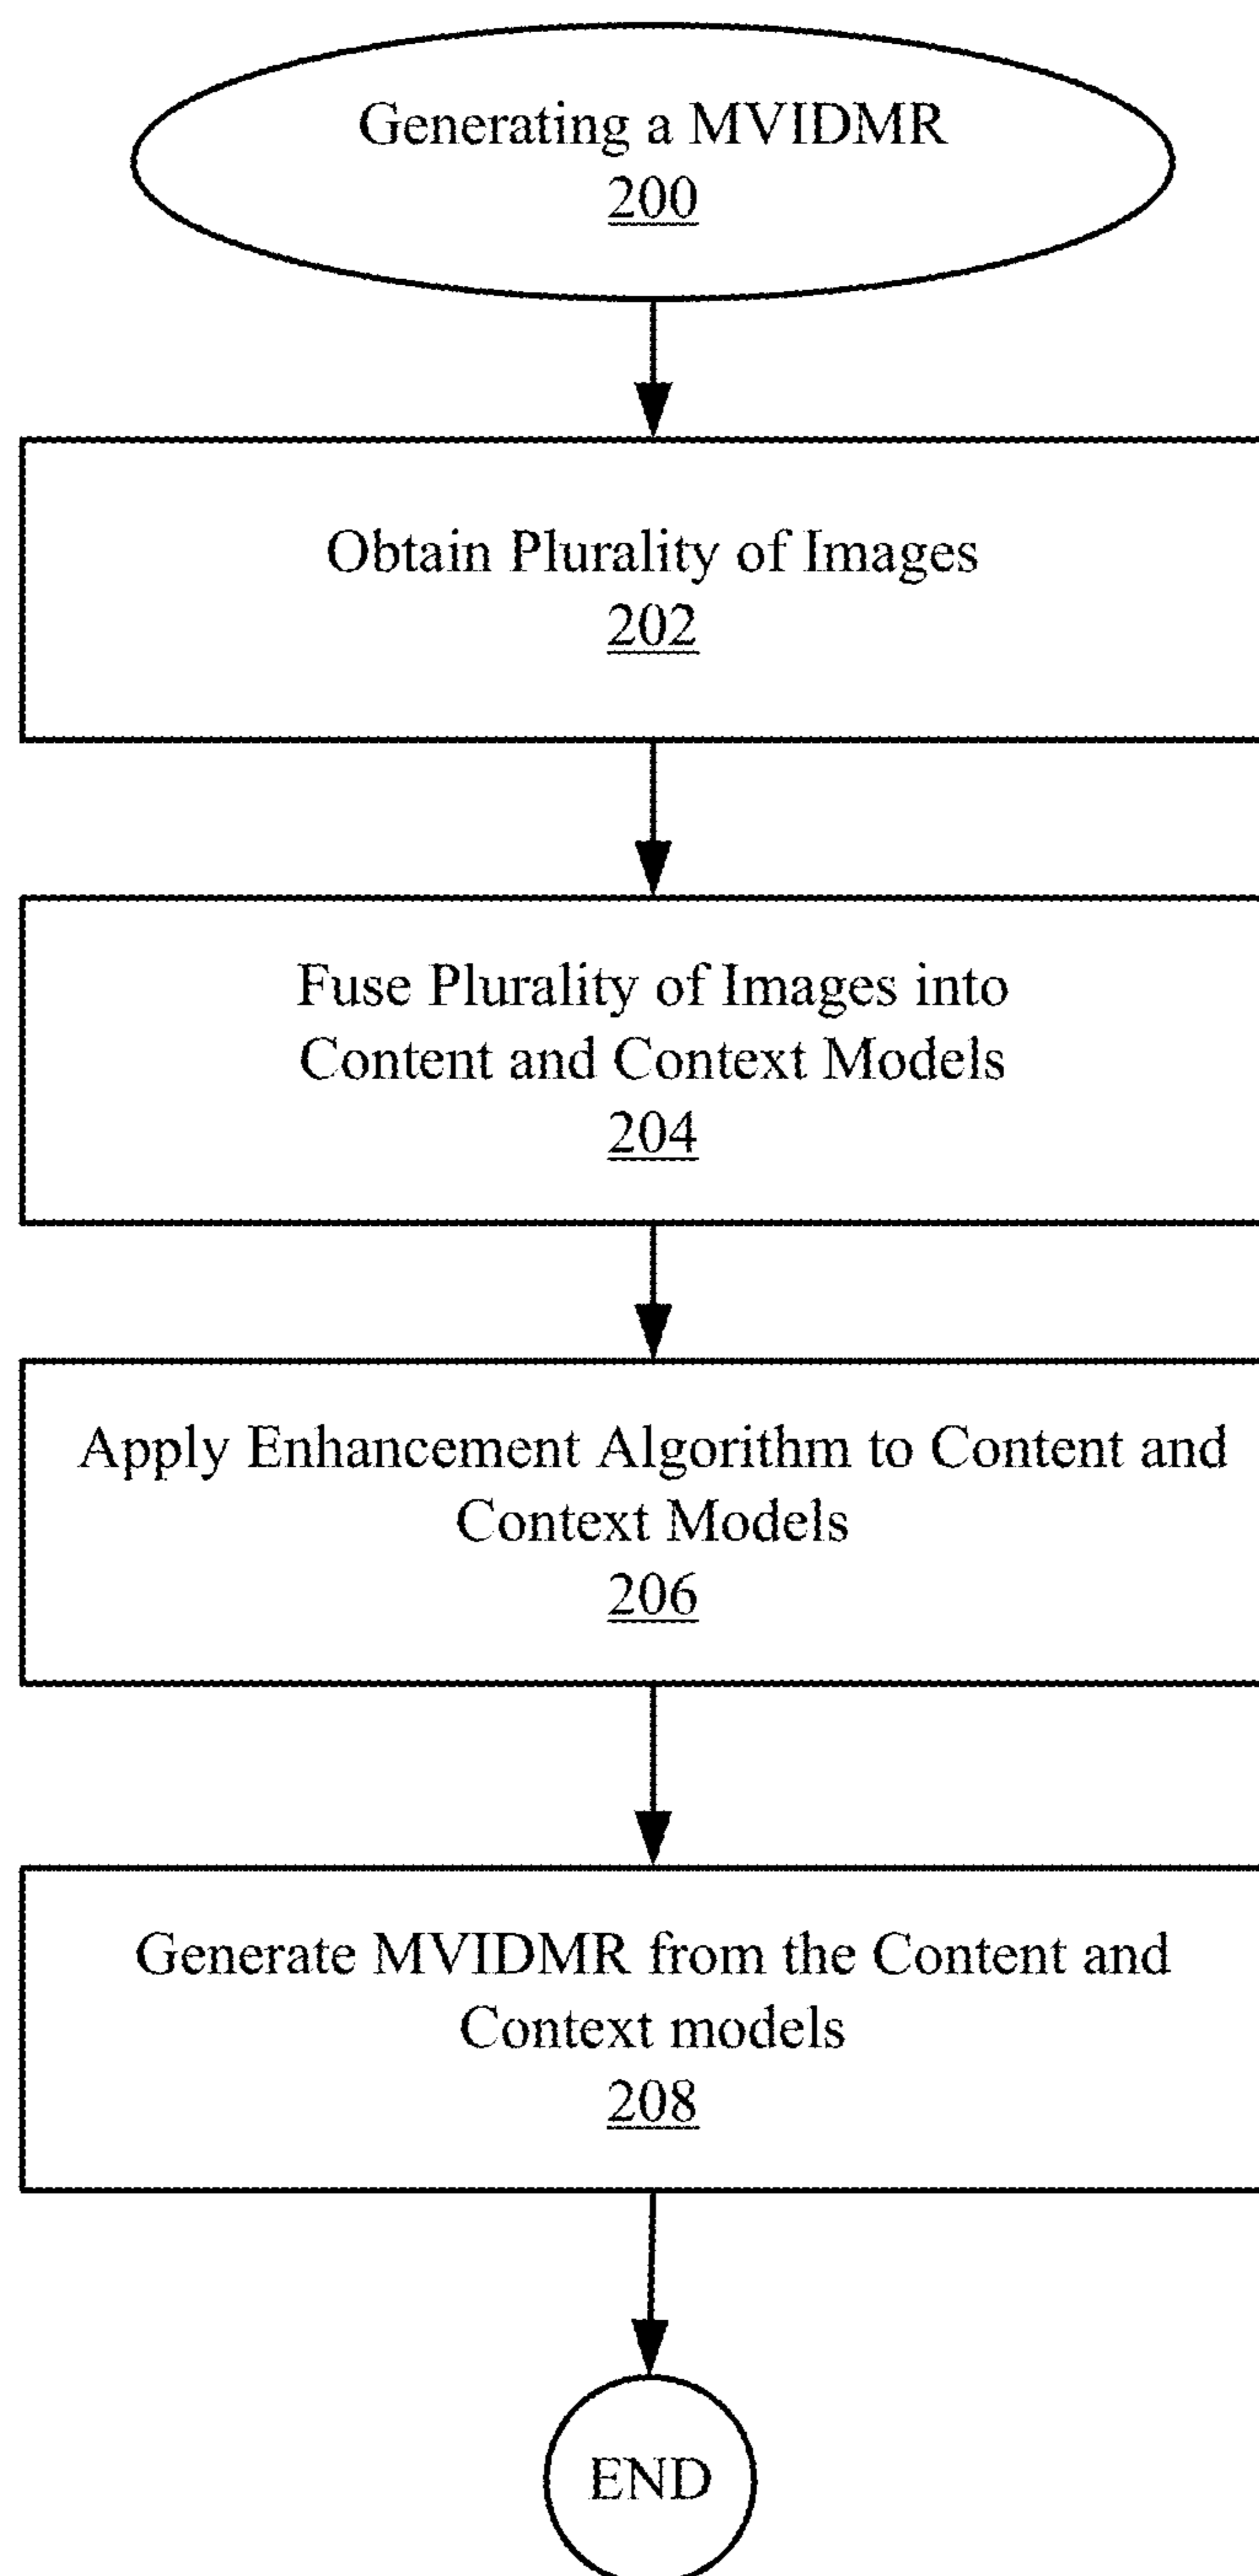 Generating a MVIDMR
200
Obtain Plurality of Images
202
Fuse Plurality of Images into
Content and Context Models
204
Apply Enhancement Algorithm to Content and
Context Models
206
Generate MVIDMR from the Content and
Context models
208
END